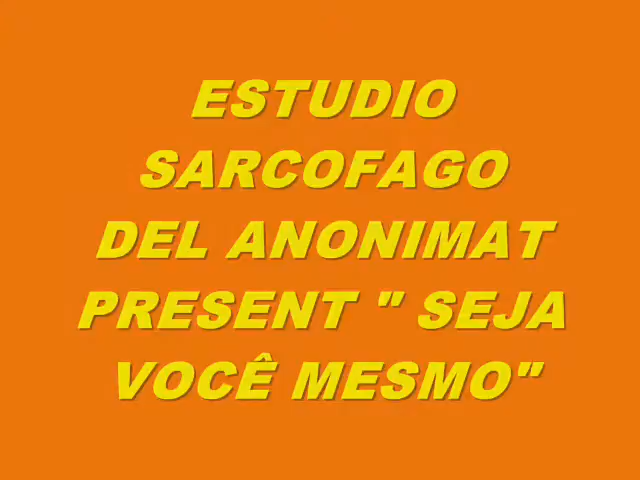 ESTUDIO
SARCOFAGO
DEL ANONIMAT
PRESENT " SEJA
VOCÊ MESMO"